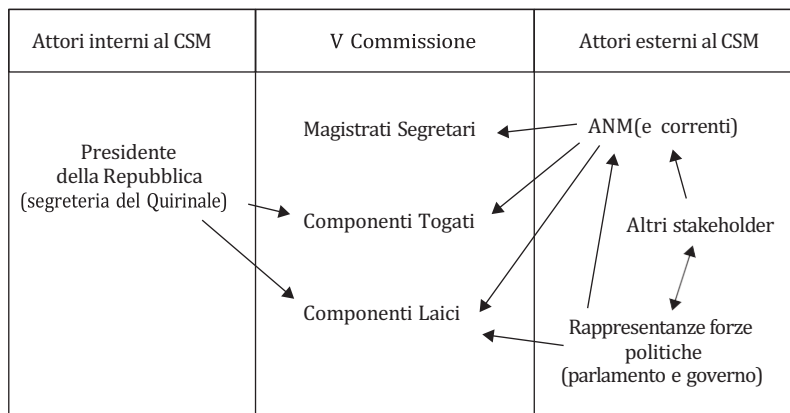 Attori interni al CSM
V Commissione
Attori esterni al CSM
Presidente
della Repubblica
(segreteria del Quirinale)
Magistrati Segretari
Componenti Togati
Componenti Laici
ANM(e correnti)
Altri stakeholder
Rappresentanze forze
politiche
(parlamento e governo)